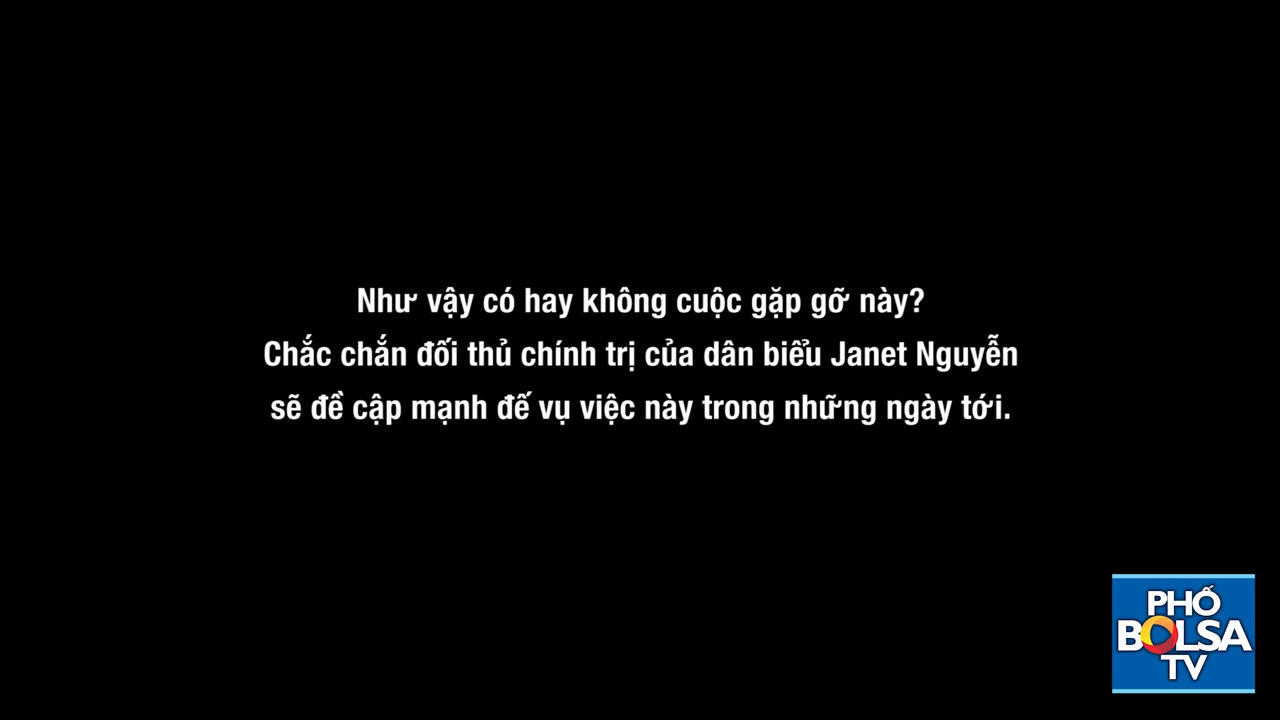 Như vậy có hay không cuộc gặp gỡ này?
Chắc chắn đối thủ chính trị của dân biểu Janet Nguyễn
sẽ đề cập mạnh đế vụ việc này trong những ngày tới.
PHỐ
BOLSA
TV